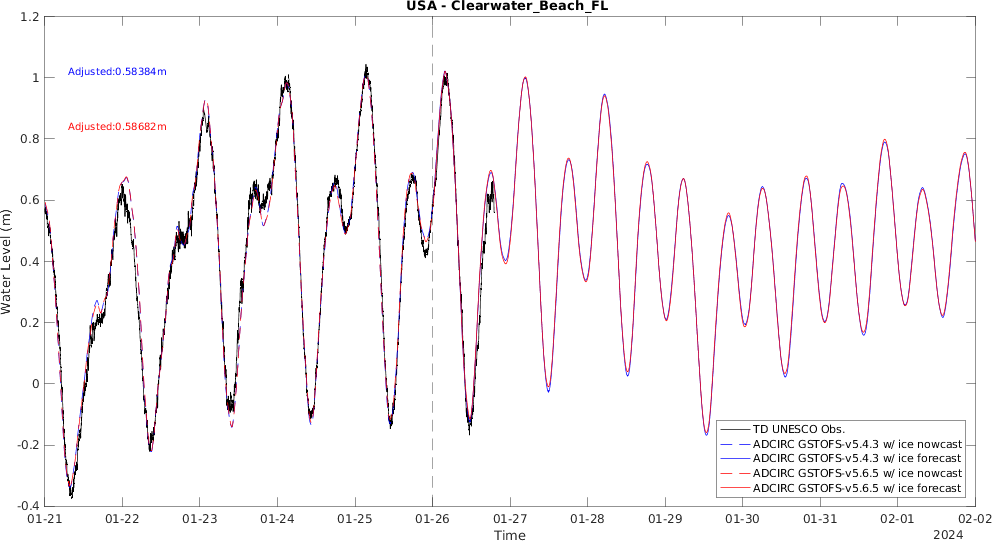 USA - Clearwater_Beach_FL
1.2
1
0.8
0.6
0.4
0.2
0
-0.2
-0.4
Water Level (m)
Adjusted:0.58384m
Adjusted:0.58682m
TD UNESCO Obs.
ADCIRC GSTOFS-v5.4.3 w/ ice nowcast
ADCIRC GSTOFS-v5.4.3 w/ ice forecast
ADCIRC GSTOFS-v5.6.5 w/ ice nowcast
ADCIRC GSTOFS-v5.6.5 w/ ice forecast
01-21 01-22 01-23 01-24 01-25 01-26 01-27 01-28 01-29 01-30 01-31 02-01 02-02
Time
2024